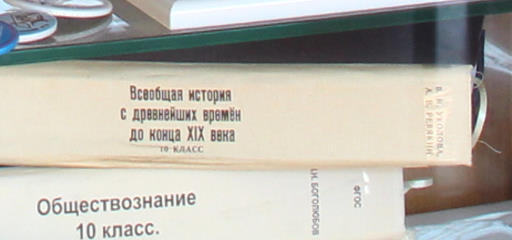 Всеобщая история
с древнейших времён
до конца XIX века
10 КЛАСС
В. И. УКОЛОВА,
А. В. РЕВЯКИН
Обществознание
10 класс.
Л.Н. БОГОЛЮБОВ
ФГОС